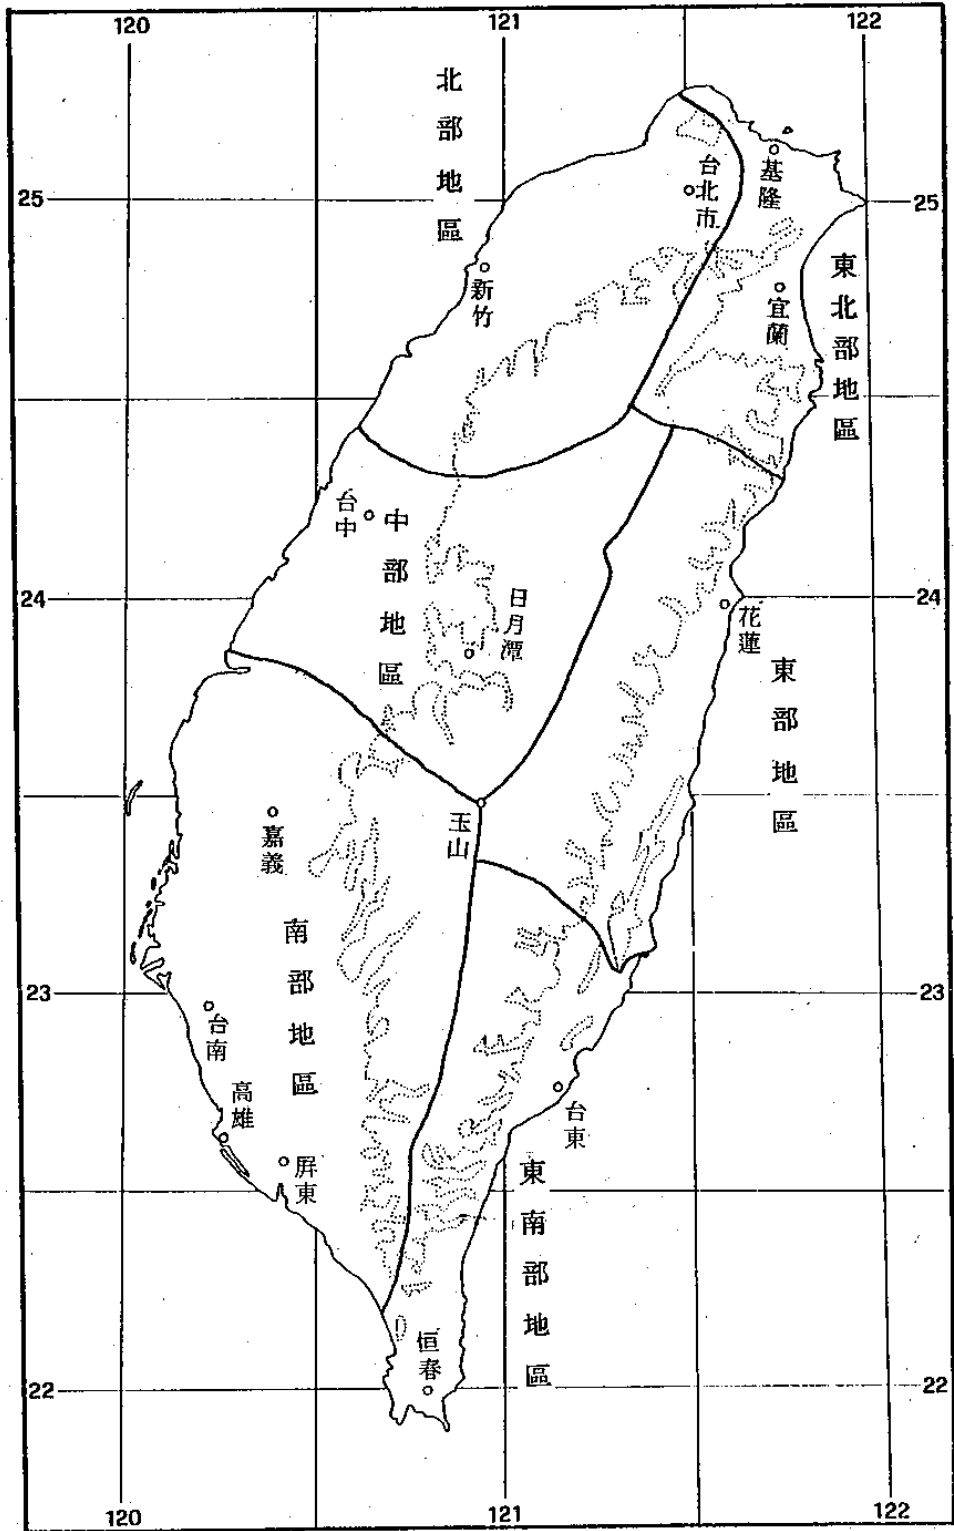 120
121
122
北部地區
25
25
基隆
台北市
東北部地區
新竹
宜蘭
台中
中部地區
24
24
日月潭
花蓮
東部地區
玉山
嘉義
南部地區
23
23
台南
高雄
台東
屏東
東南部地區
恒春
22
22
120
121
122